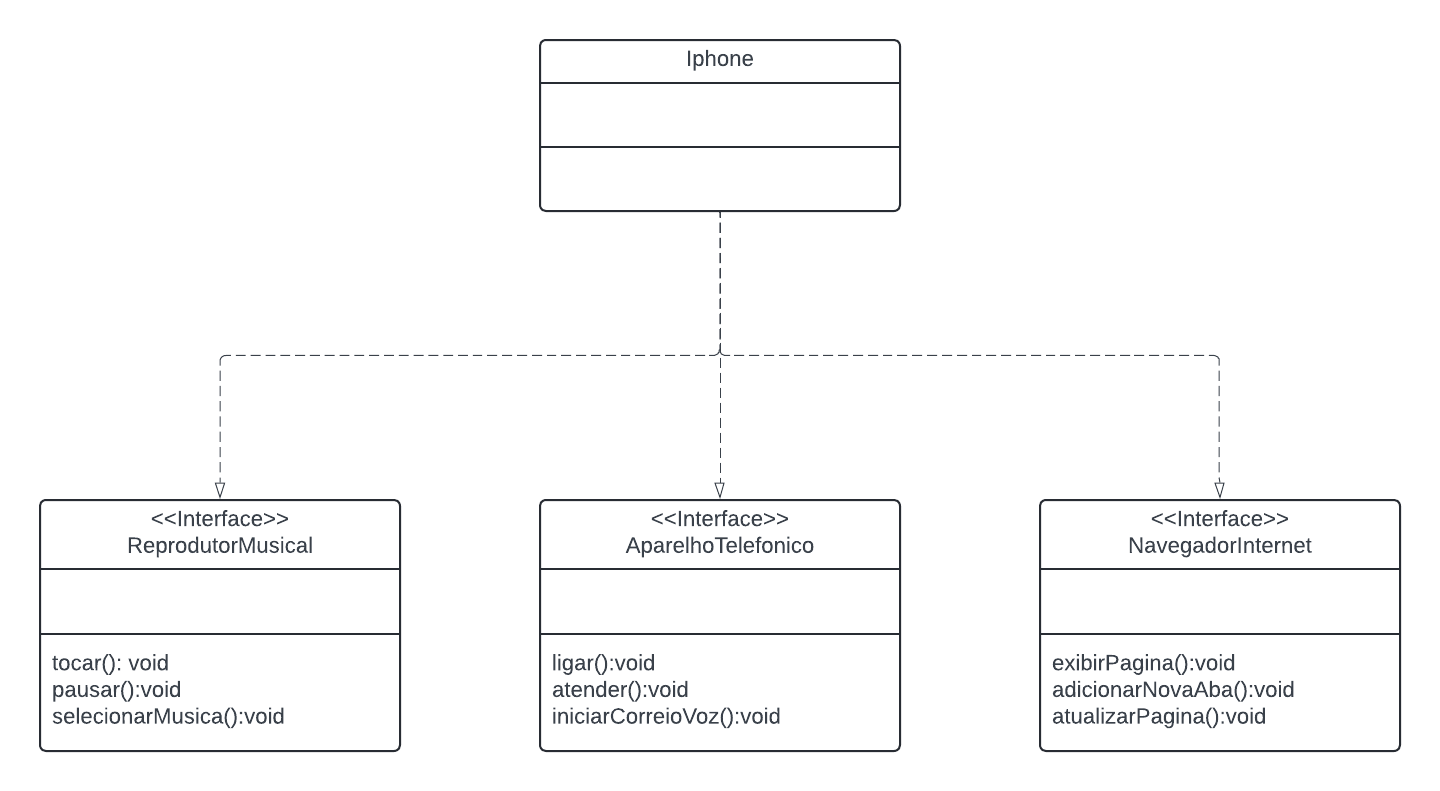 Iphone
<<Interface>>
ReprodutorMusical
tocar(): void
pausar():void
selecionarMusica():void
<<Interface>>
AparelhoTelefonico
ligar():void
atender():void
iniciarCorreioVoz():void
<<Interface>>
NavegadorInternet
exibirPagina():void
adicionarNovaAba():void
atualizarPagina():void